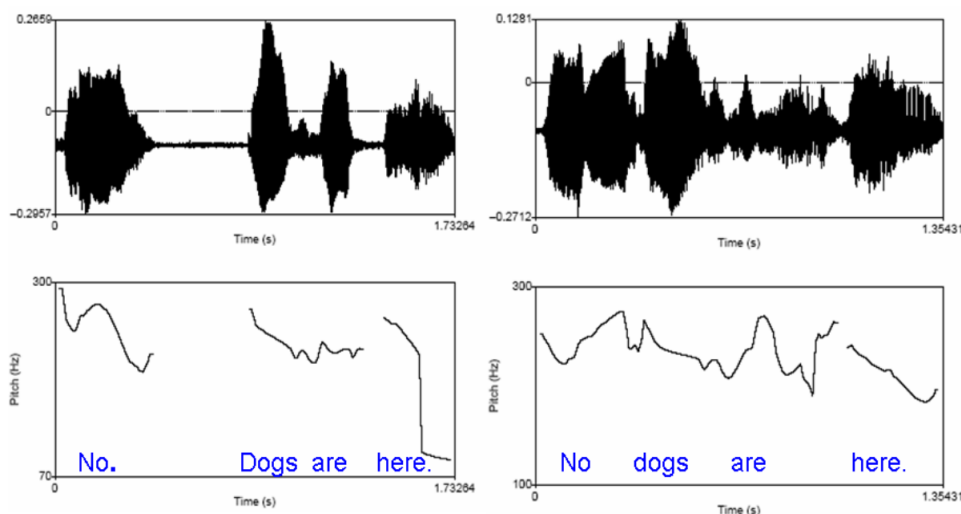 0.2659
0
-0.2957
0
1.73264
Time (s)
0.1281
0
-0.2712
0
1.35431
Time (s)
300
Pitch (Hz)
70
No. Dogs are here.
0
1.73264
Time (s)
300
Pitch (Hz)
100
No dogs are here.
0
1.35431
Time (s)